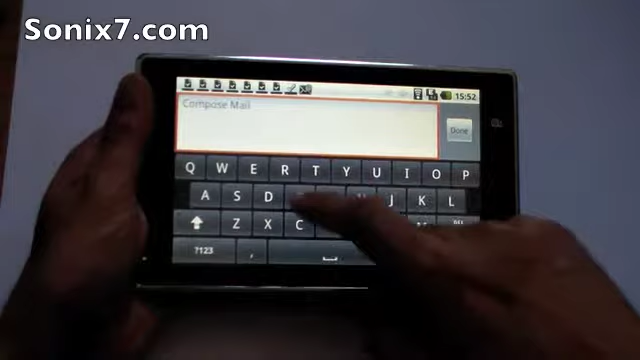 Sonix7.com
15:52
Compose Mail
Done
Q W E R T Y U I O P
A S D J K L
Z X C
?123 ,